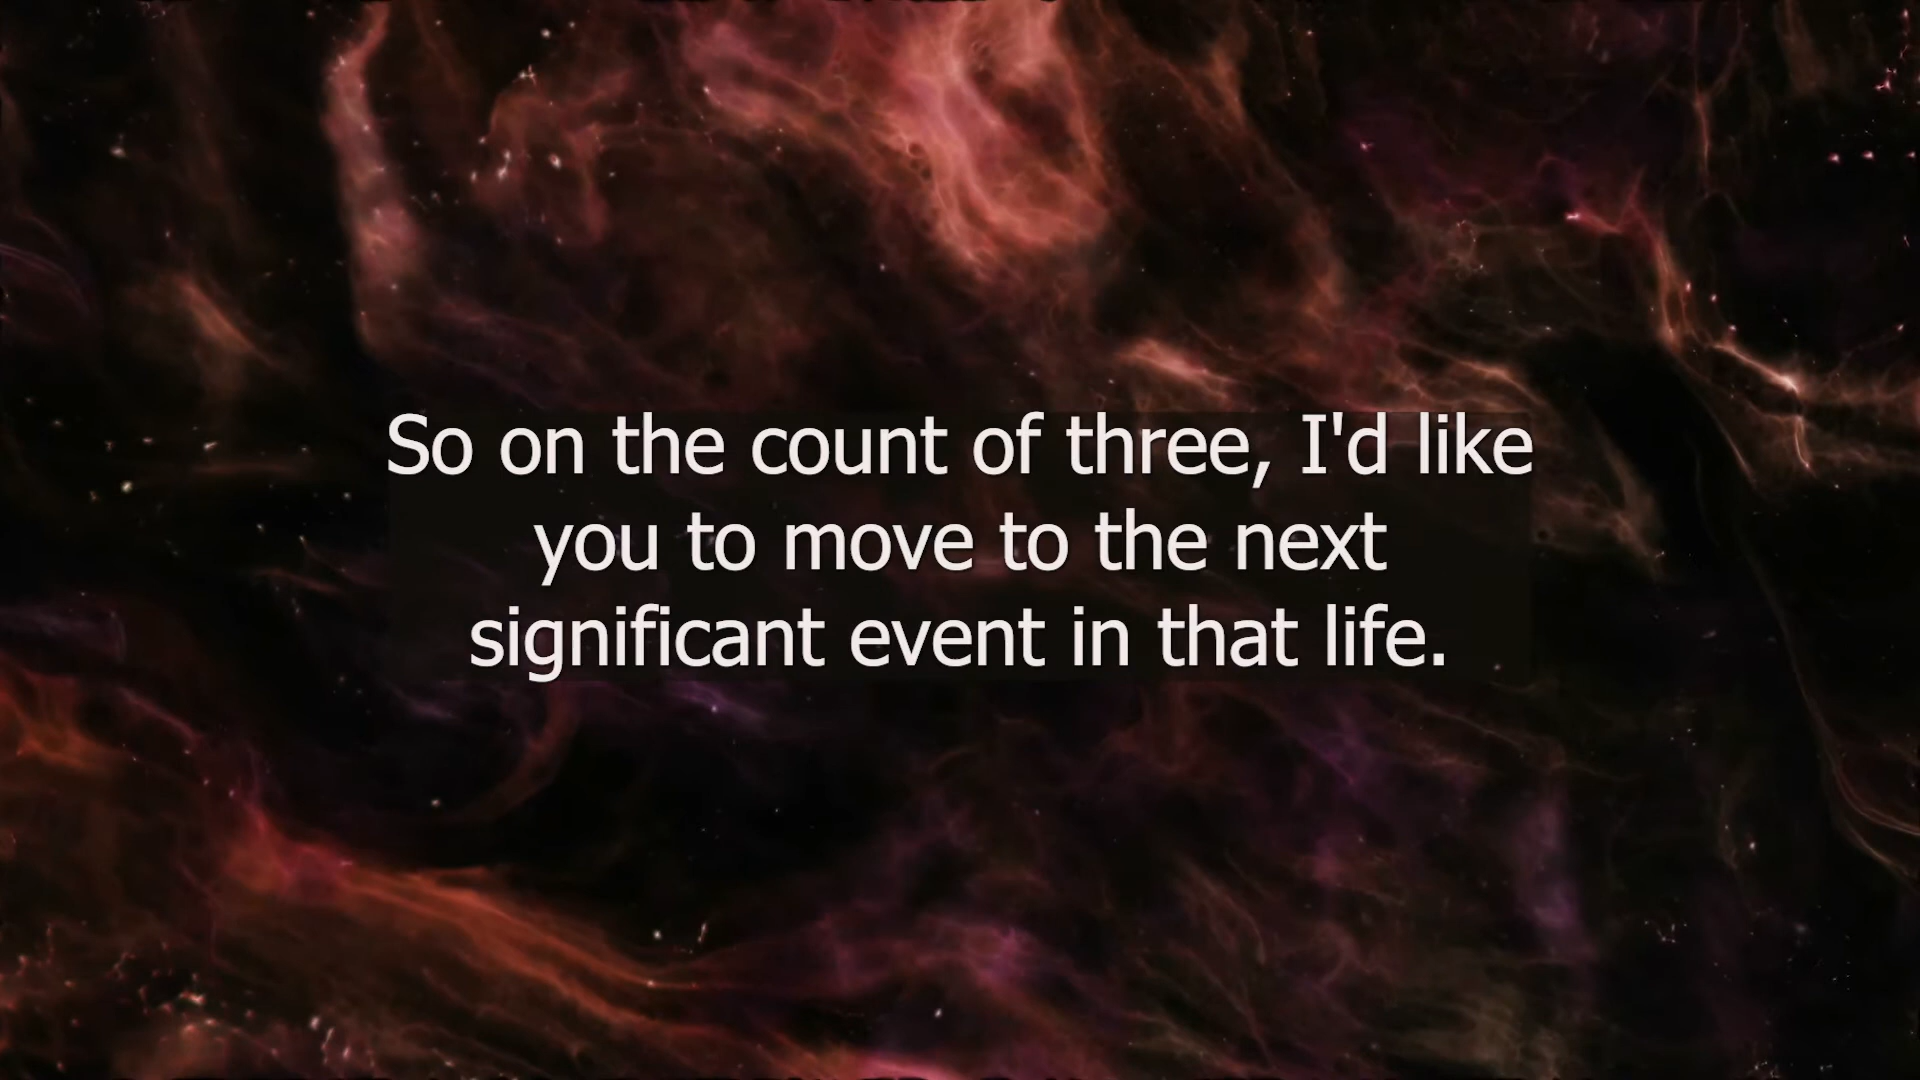 So on the count of three, I'd like
you to move to the next
significant event in that life.